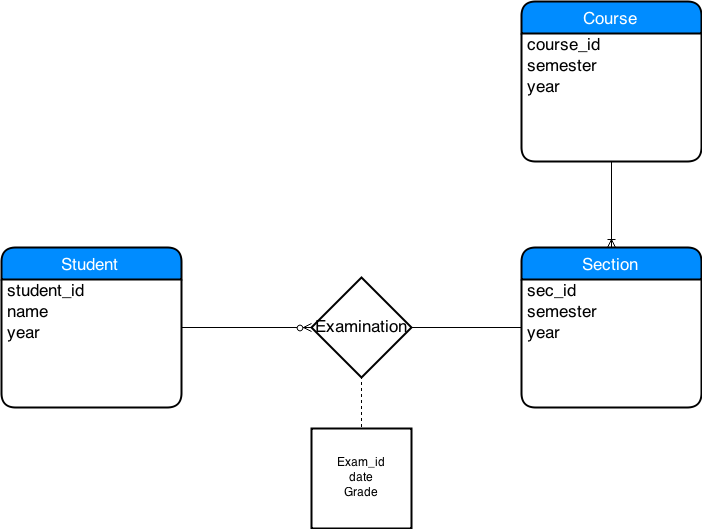 Course
course_id
semester
year
Student
student_id
name
year
Examination
Section
sec_id
semester
year
Exam_id
date
Grade